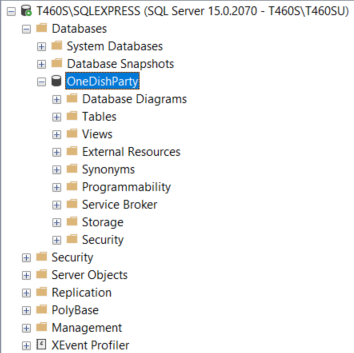 T460S\SQLEXPRESS (SQL Server 15.0.2070 - T460S\T460SU)
Databases
System Databases
Database Snapshots
OneDishParty
Database Diagrams
Tables
Views
External Resources
Synonyms
Programmability
Service Broker
Storage
Security
Security
Server Objects
Replication
PolyBase
Management
XEvent Profiler